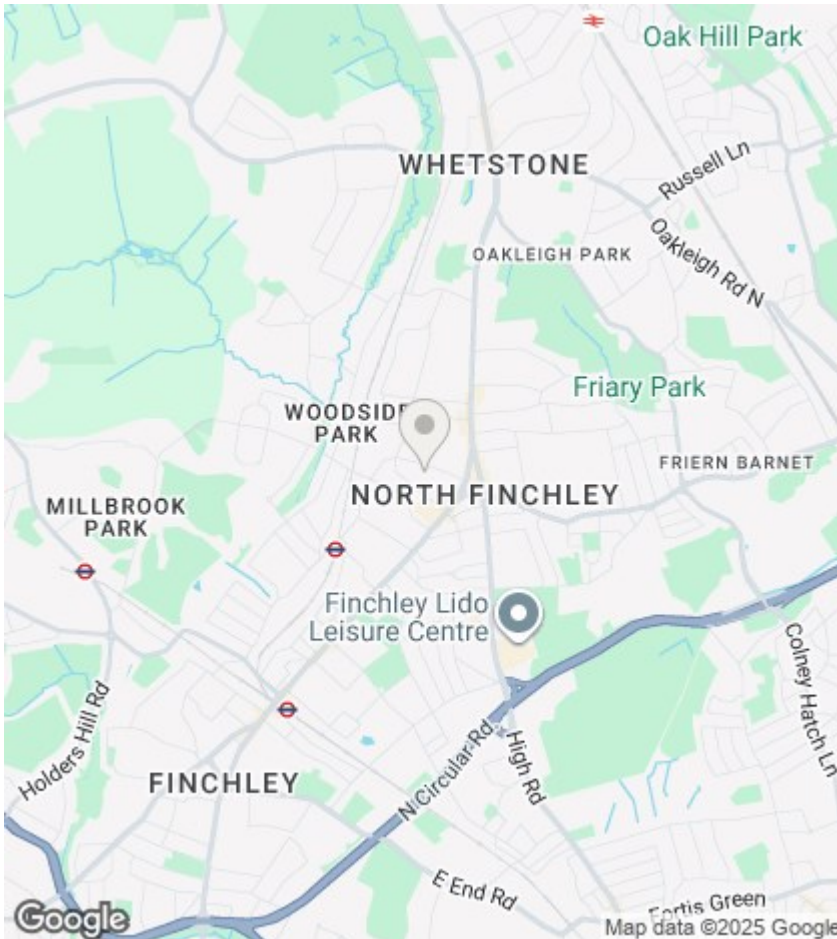 Oak Hill Park
WHETSTONE
Russell Ln
OAKLEIGH PARK
Oakleigh Rd N
Friary Park
WOODSIDE
PARK
FRIERN BARNET
NORTH FINCHLEY
MILLBROOK
PARK
Finchley Lido
Leisure Centre
Colney Hatch Ln
Holders Hill Rd
N Circular Rd
High Rd
FINCHLEY
E End Rd
Fortis Green
Google
Map data ©2025 Google